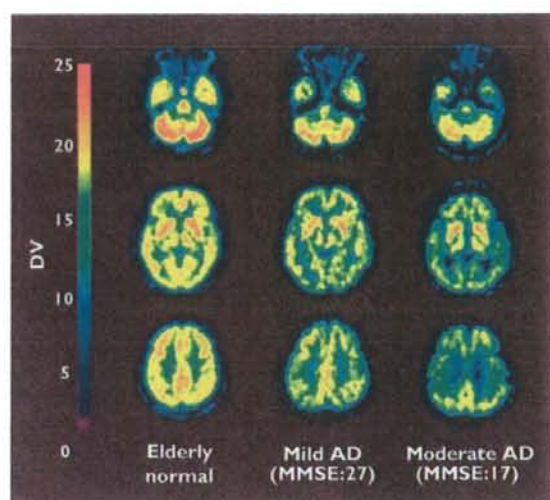 25
20
15
DV
10
5
0
Elderly
normal
Mild AD
(MMSE:27)
Moderate AD
(MMSE:17)